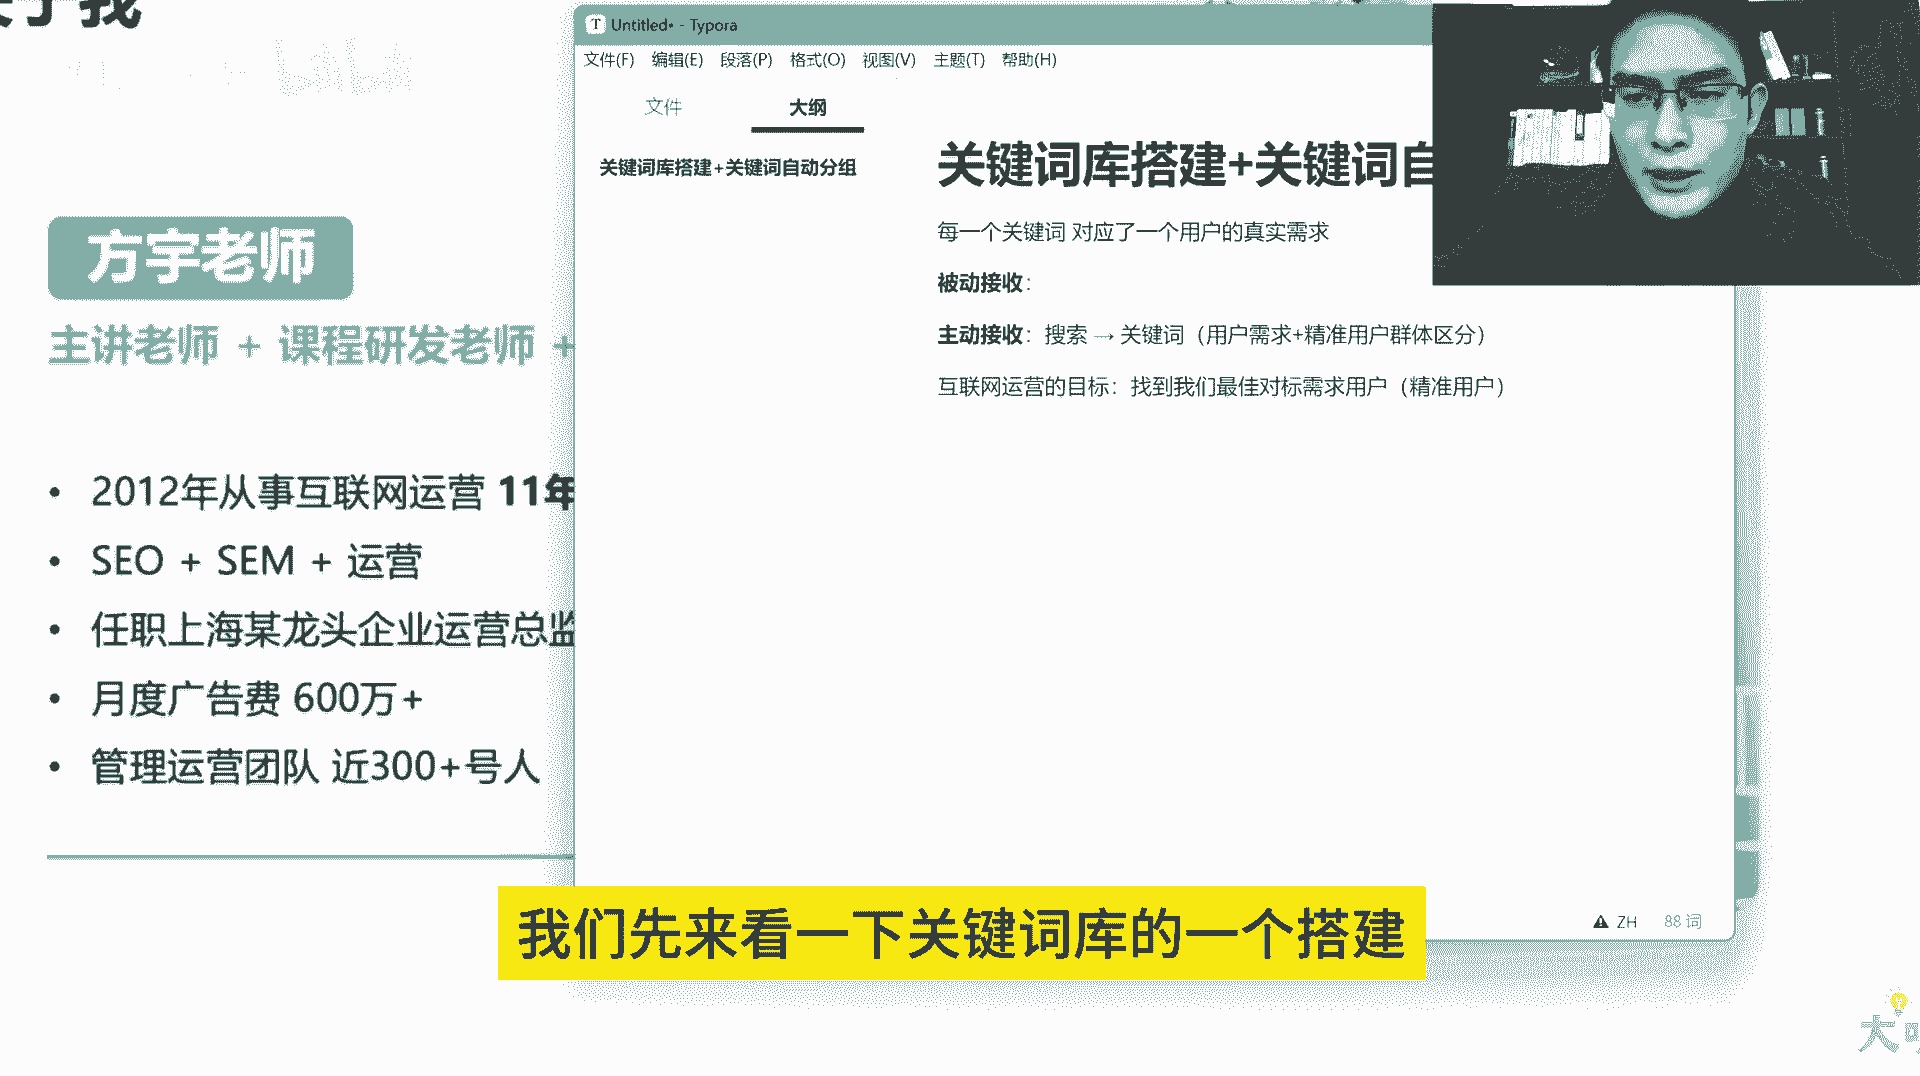 关于我
方宇老师
主讲老师 + 课程研发老师 +
2012年从事互联网运营 11年
SEO + SEM + 运营
任职上海某龙头企业运营总监
月度广告费 600万+
管理运营团队 近300+号人
Untitled• - Typora
文件(F) 编辑(E) 段落(P) 格式(O) 视图(V) 主题(T) 帮助(H)
文件 大纲
关键词库搭建+关键词自动分组
关键词库搭建+关键词自
每一个关键词 对应了一个用户的真实需求
被动接收：
主动接收：搜索 → 关键词（用户需求+精准用户群体区分）
互联网运营的目标：找到我们最佳对标需求用户（精准用户）
ZH 88 词
我们先来看一下关键词库的一个搭建
大